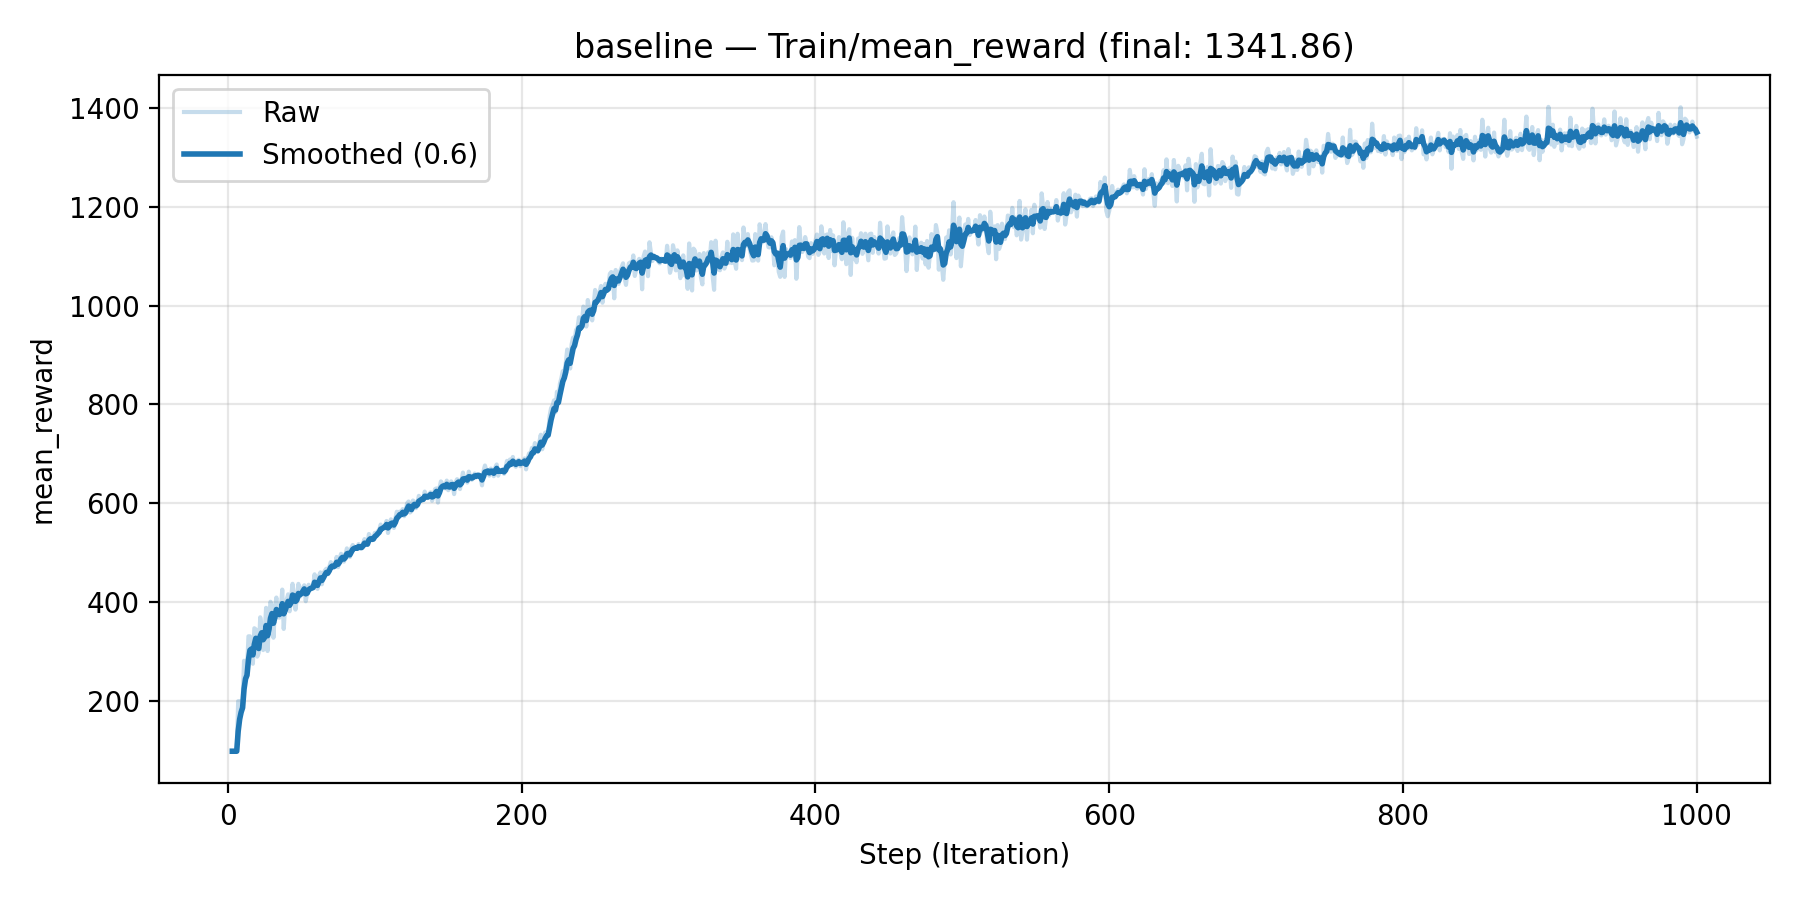 baseline — Train/mean_reward (final: 1341.86)
Raw
Smoothed (0.6)
mean_reward
1400
1200
1000
800
600
400
200
0 200 400 600 800 1000
Step (Iteration)